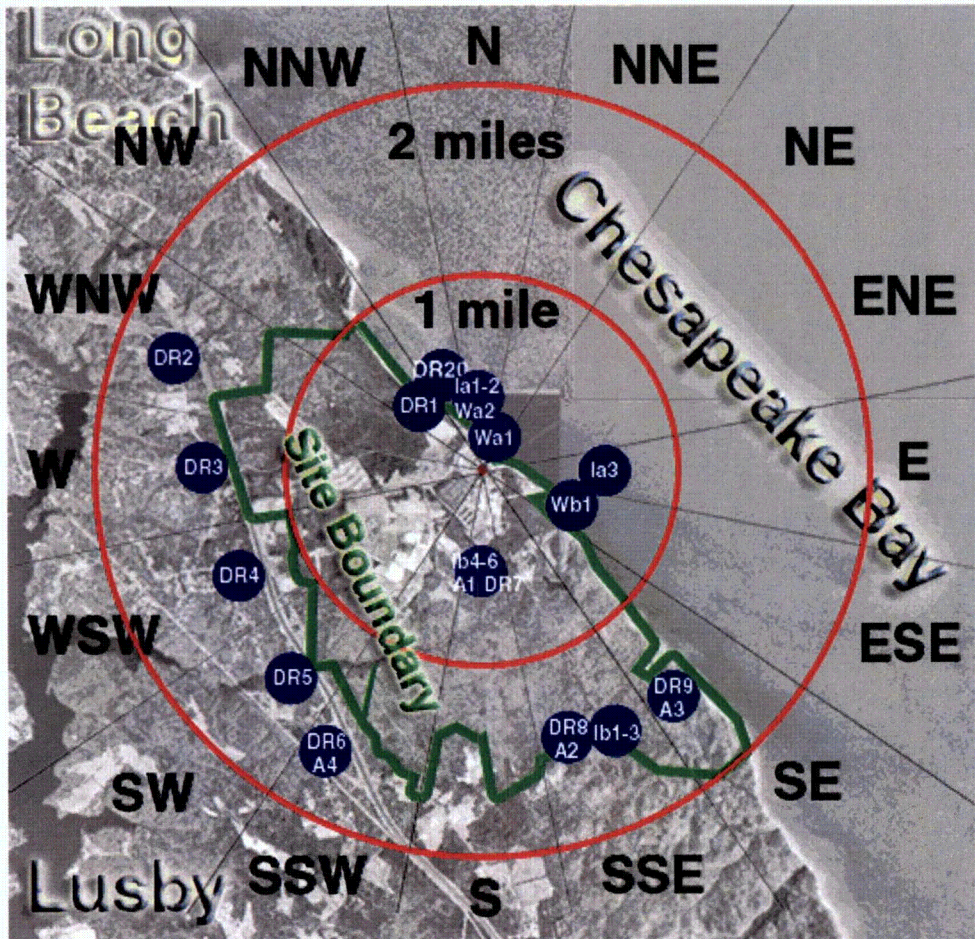 Long
Beach
NNW
N
NNE
NW
2 miles
NE
Chesapeake Bay
WNW
1 mile
ENE
DR2
DR20
Ia1-2
DR1
Wa2
Wa1
Site Boundary
W
DR3
Ia3
E
Wb1
DR4
Ib4-6
A1 DR7
WSW
ESE
DR5
DR9
A3
DR6
A4
DR8
A2
Ib1-3
SW
SE
Lusby
SSW
S
SSE